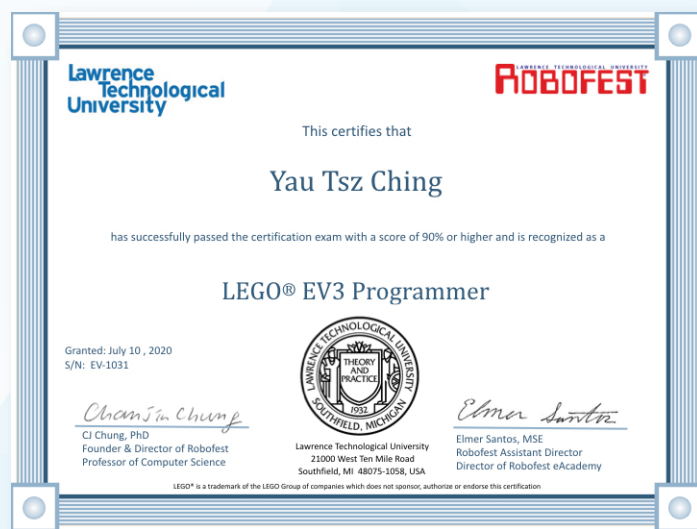 Lawrence
Technological
University
LAWRENCE TECHNOLOGICAL UNIVERSITY
ROBOFEST
This certifies that
Yau Tsz Ching
has successfully passed the certification exam with a score of 90% or higher and is recognized as a
LEGO® EV3 Programmer
Granted: July 10 , 2020
S/N: EV-1031
LAWRENCE TECHNOLOGICAL UNIVERSITY
THEORY
AND
PRACTICE
1932
SOUTHFIELD, MICHIGAN
Chanjin Chung
CJ Chung, PhD
Founder & Director of Robofest
Professor of Computer Science
Lawrence Technological University
21000 West Ten Mile Road
Southfield, MI 48075-1058, USA
Elmer Santos
Elmer Santos, MSE
Robofest Assistant Director
Director of Robofest eAcademy
LEGO® is a trademark of the LEGO Group of companies which does not sponsor, authorize or endorse this certification